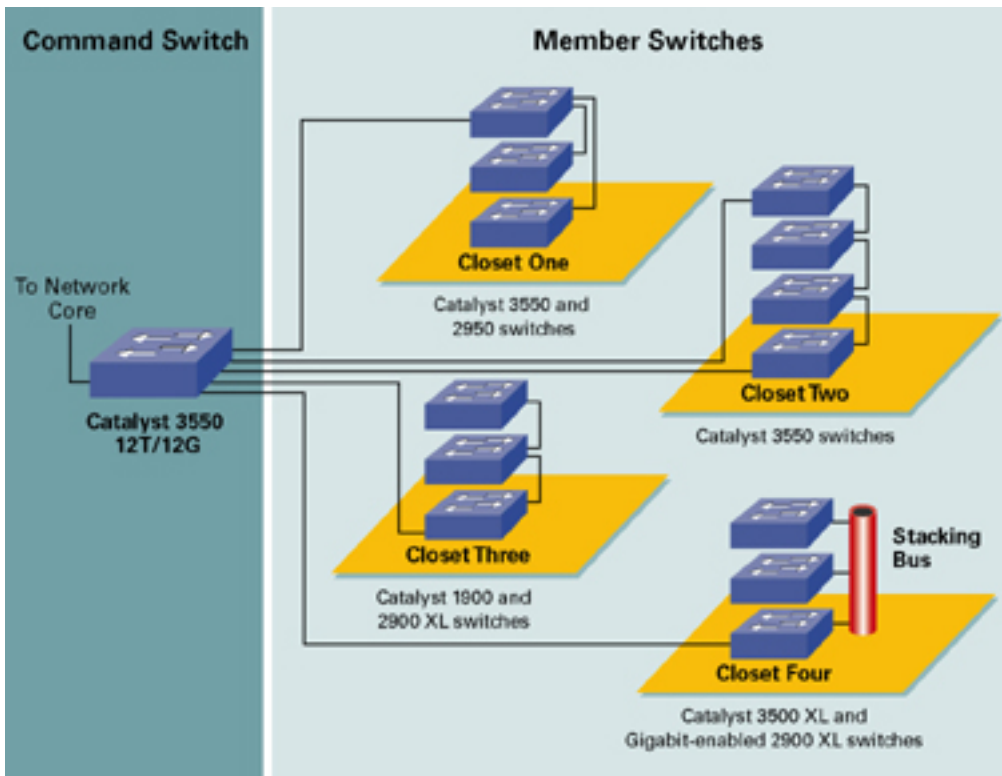 Command Switch
Member Switches
Closet One
Catalyst 3550 and
2950 switches
To Network
Core
Catalyst 3550
12T/12G
Closet Two
Catalyst 3550 switches
Closet Three
Catalyst 1900 and
2900 XL switches
Stacking
Bus
Closet Four
Catalyst 3500 XL and
Gigabit-enabled 2900 XL switches